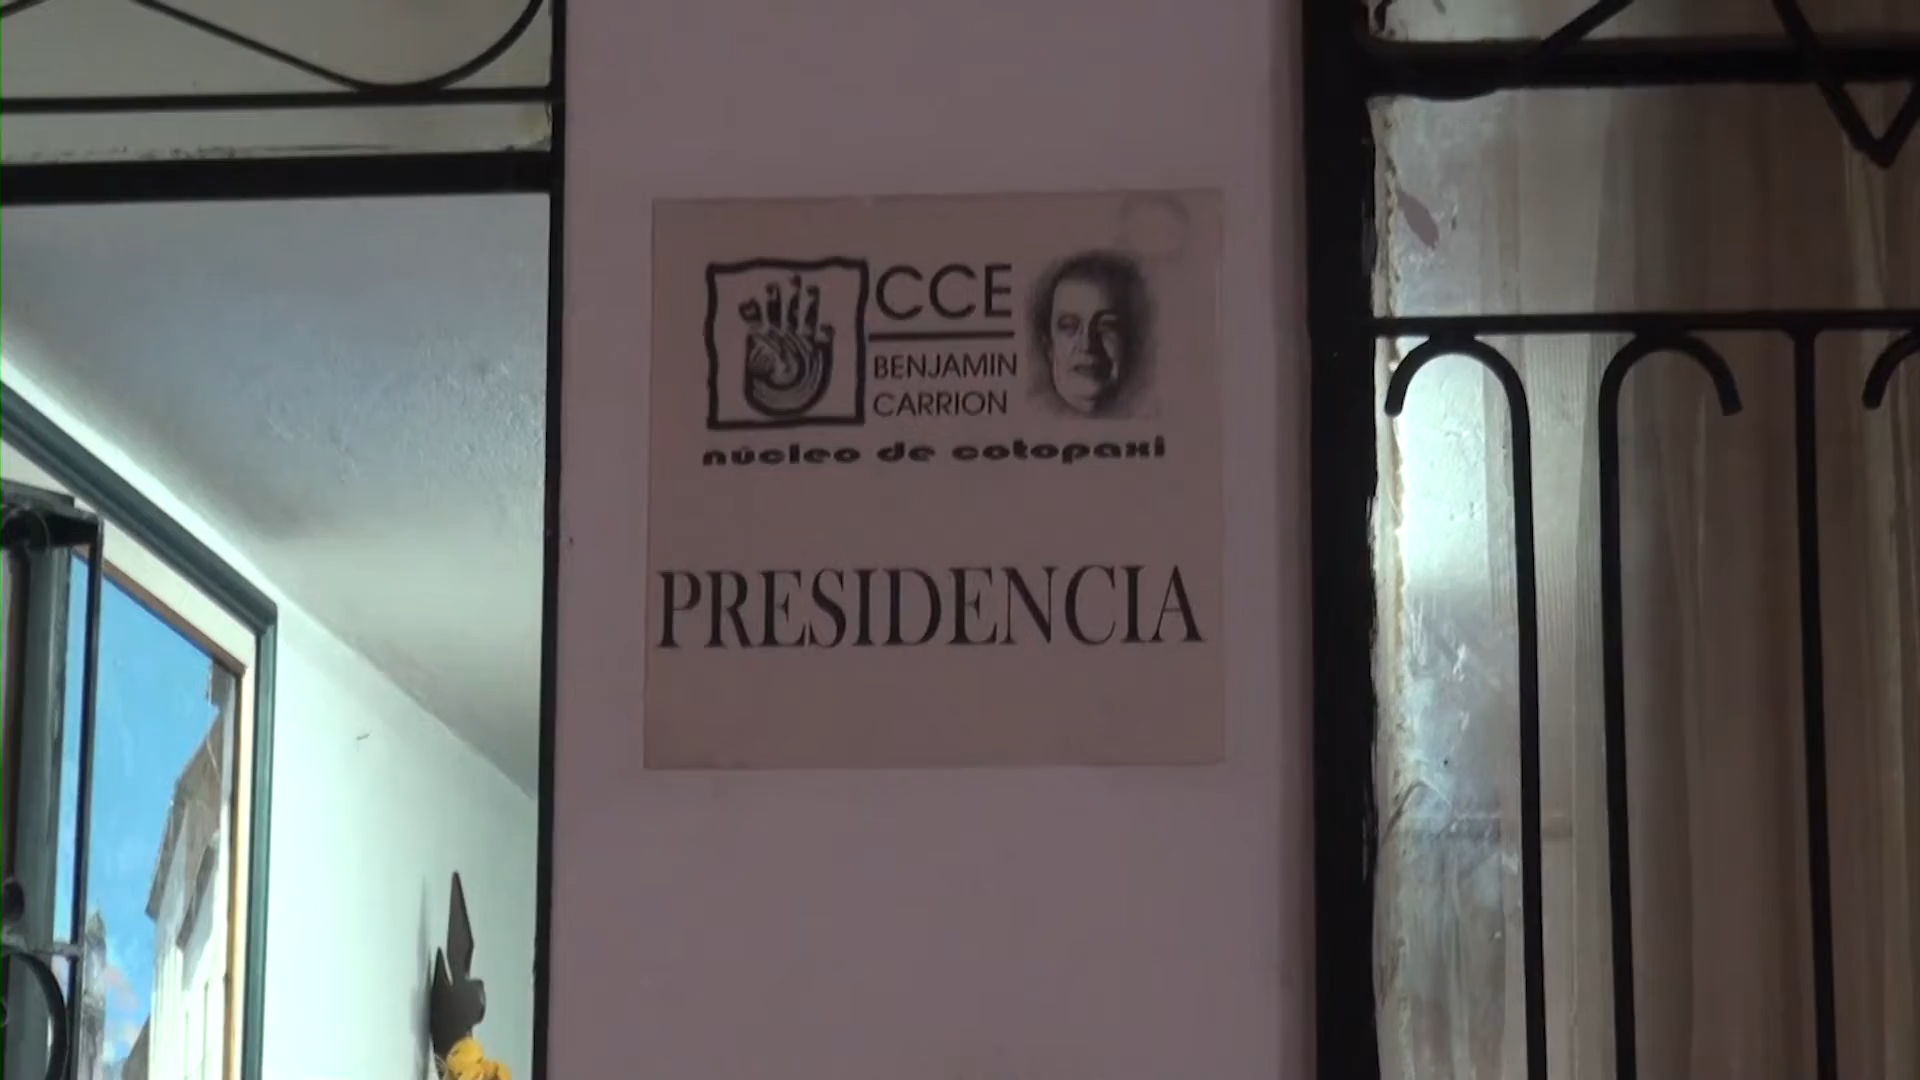 CCE
BENJAMIN
CARRION
núcleo de cotopaxi
PRESIDENCIA